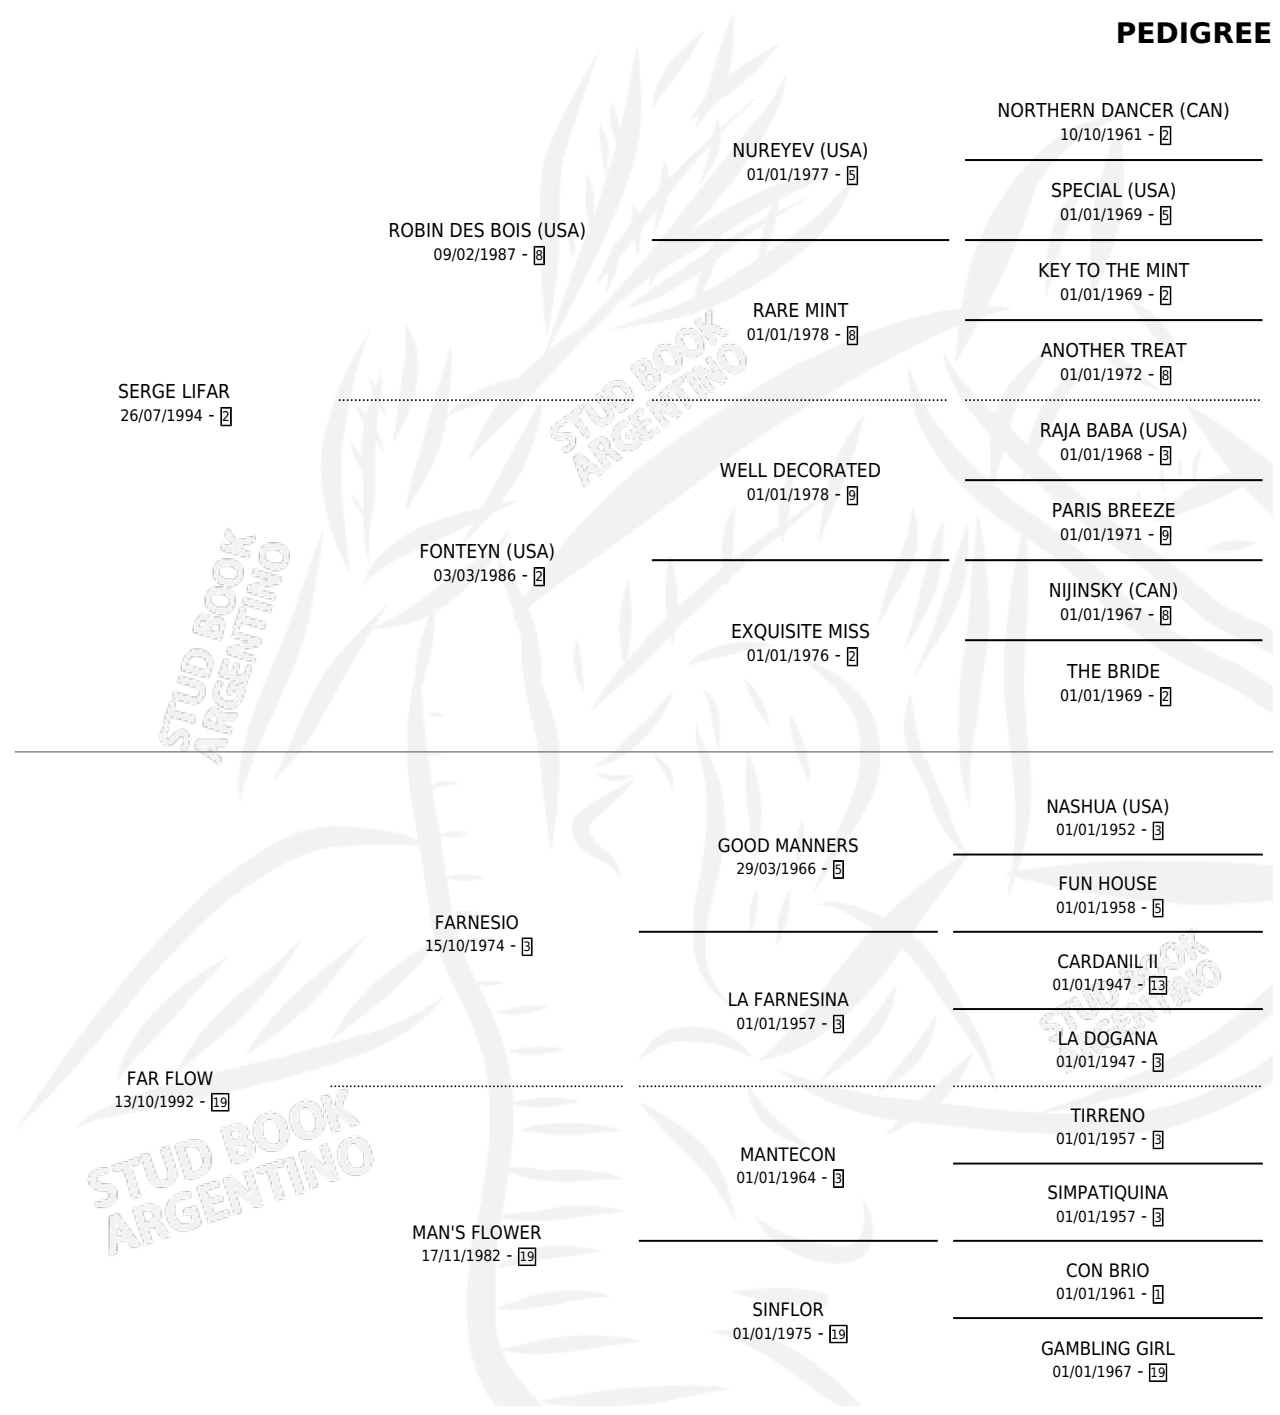 PEDIGREE
NORTHERN DANCER (CAN)
10/10/1961 - 2
NUREYEV (USA)
01/01/1977 - 5
SPECIAL (USA)
01/01/1969 - 5
ROBIN DES BOIS (USA)
09/02/1987 - 8
KEY TO THE MINT
01/01/1969 - 2
RARE MINT
01/01/1978 - 8
ANOTHER TREAT
01/01/1972 - 8
SERGE LIFAR
26/07/1994 - 2
STUD BOOK
ARGENTINO
RAJA BABA (USA)
01/01/1968 - 3
WELL DECORATED
01/01/1978 - 9
PARIS BREEZE
01/01/1971 - 9
FONTEYN (USA)
03/03/1986 - 2
NIJINSKY (CAN)
01/01/1967 - 8
EXQUISITE MISS
01/01/1976 - 2
THE BRIDE
01/01/1969 - 2
STUD BOOK
ARGENTINO
NASHUA (USA)
01/01/1952 - 3
GOOD MANNERS
29/03/1966 - 5
FUN HOUSE
01/01/1958 - 5
FARNESIO
15/10/1974 - 3
CARDANIL II
01/01/1947 - 13
LA FARNESINA
01/01/1957 - 3
STUD BOOK
ARGENTINO
LA DOGANA
01/01/1947 - 3
FAR FLOW
13/10/1992 - 19
TIRRENO
01/01/1957 - 3
MANTECON
01/01/1964 - 3
STUD BOOK
ARGENTINO
SIMPATIQUINA
01/01/1957 - 3
MAN'S FLOWER
17/11/1982 - 19
CON BRIO
01/01/1961 - 1
SINFLOR
01/01/1975 - 19
GAMBLING GIRL
01/01/1967 - 19